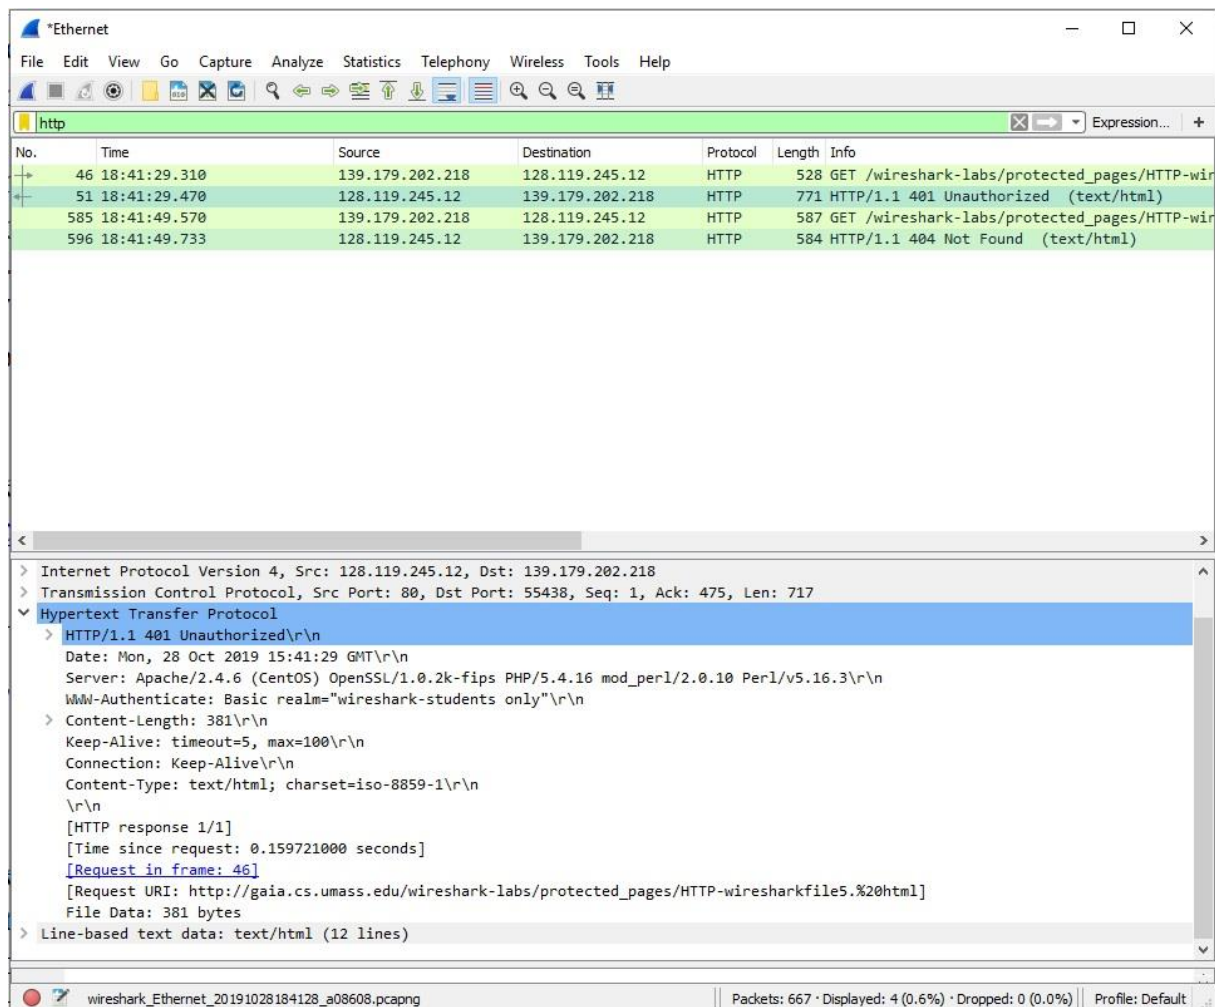 *Ethernet
File Edit View Go Capture Analyze Statistics Telephony Wireless Tools Help
http Expression... +
No. Time Source Destination Protocol Length Info
46 18:41:29.310 139.179.202.218 128.119.245.12 HTTP 528 GET /wireshark-labs/protected_pages/HTTP-wir
51 18:41:29.470 128.119.245.12 139.179.202.218 HTTP 771 HTTP/1.1 401 Unauthorized (text/html)
585 18:41:49.570 139.179.202.218 128.119.245.12 HTTP 587 GET /wireshark-labs/protected_pages/HTTP-wir
596 18:41:49.733 128.119.245.12 139.179.202.218 HTTP 584 HTTP/1.1 404 Not Found (text/html)
Internet Protocol Version 4, Src: 128.119.245.12, Dst: 139.179.202.218
Transmission Control Protocol, Src Port: 80, Dst Port: 55438, Seq: 1, Ack: 475, Len: 717
Hypertext Transfer Protocol
HTTP/1.1 401 Unauthorized\r\n
Date: Mon, 28 Oct 2019 15:41:29 GMT\r\n
Server: Apache/2.4.6 (CentOS) OpenSSL/1.0.2k-fips PHP/5.4.16 mod_perl/2.0.10 Perl/v5.16.3\r\n
WWW-Authenticate: Basic realm="wireshark-students only"\r\n
Content-Length: 381\r\n
Keep-Alive: timeout=5, max=100\r\n
Connection: Keep-Alive\r\n
Content-Type: text/html; charset=iso-8859-1\r\n
\r\n
[HTTP response 1/1]
[Time since request: 0.159721000 seconds]
[Request in frame: 46]
[Request URI: http://gaia.cs.umass.edu/wireshark-labs/protected_pages/HTTP-wiresharkfile5.%20html]
File Data: 381 bytes
Line-based text data: text/html (12 lines)
wireshark_Ethernet_20191028184128_a08608.pcapng Packets: 667 · Displayed: 4 (0.6%) · Dropped: 0 (0.0%) Profile: Default